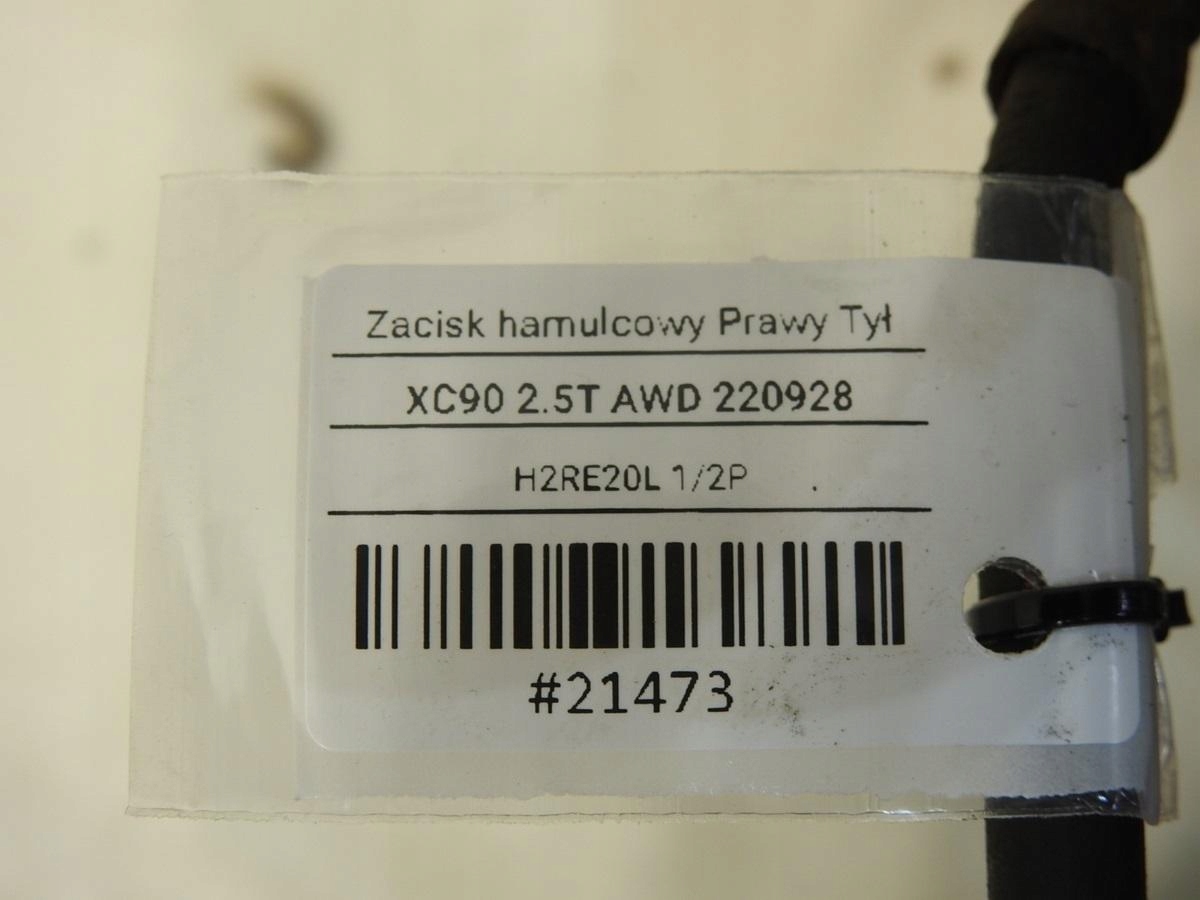 Zacisk hamulcowy Prawy Tył
XC90 2.5T AWD 220928
H2RE20L 1/2P .
#21473